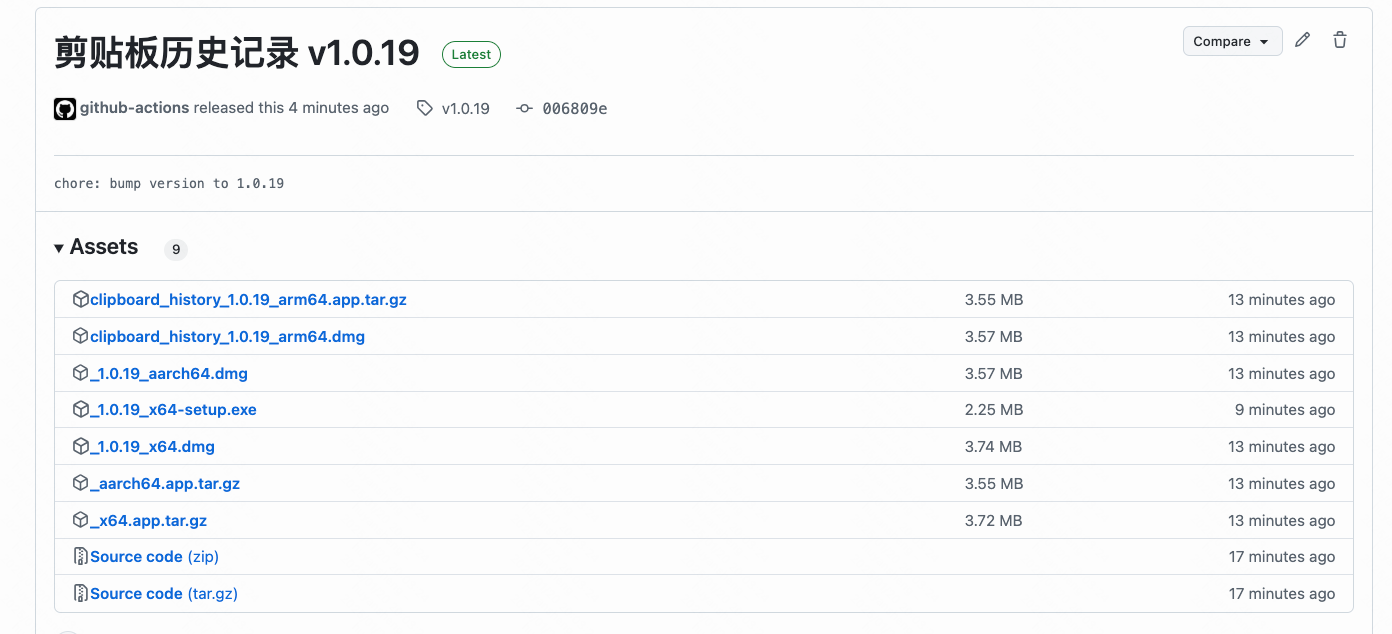 剪贴板历史记录 v1.0.19 Latest Compare
github-actions released this 4 minutes ago v1.0.19 006809e
chore: bump version to 1.0.19
Assets 9
clipboard_history_1.0.19_arm64.app.tar.gz 3.55 MB 13 minutes ago
clipboard_history_1.0.19_arm64.dmg 3.57 MB 13 minutes ago
_1.0.19_aarch64.dmg 3.57 MB 13 minutes ago
_1.0.19_x64-setup.exe 2.25 MB 9 minutes ago
_1.0.19_x64.dmg 3.74 MB 13 minutes ago
_aarch64.app.tar.gz 3.55 MB 13 minutes ago
_x64.app.tar.gz 3.72 MB 13 minutes ago
Source code (zip) 17 minutes ago
Source code (tar.gz) 17 minutes ago